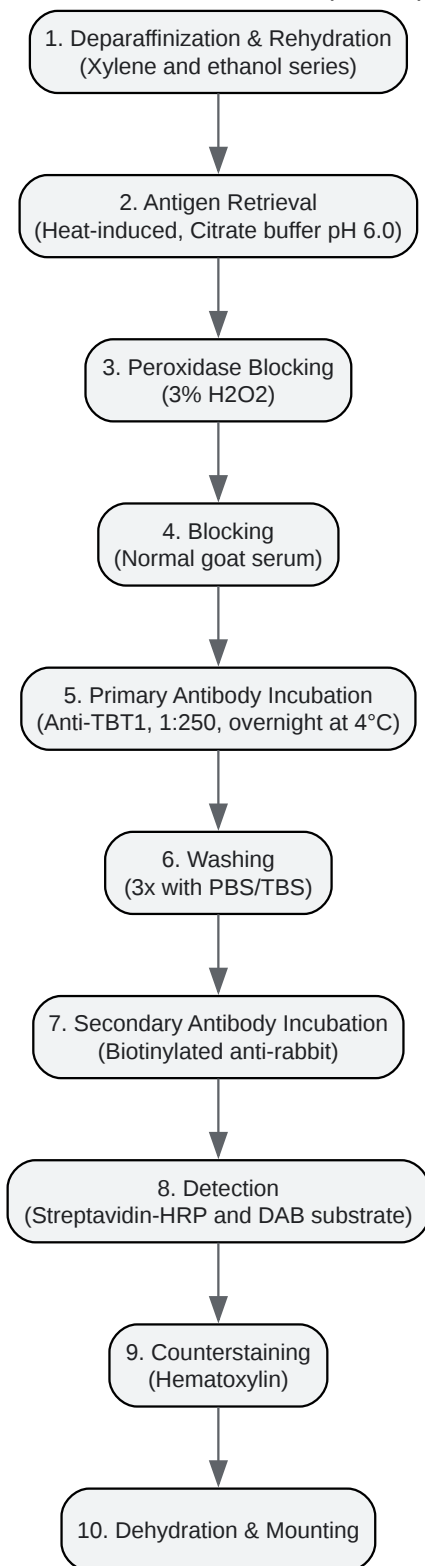 1. Deparaffinization & Rehydration
(Xylene and ethanol series)
2. Antigen Retrieval
(Heat-induced, Citrate buffer pH 6.0)
3. Peroxidase Blocking
(3% H2O2)
4. Blocking
(Normal goat serum)
5. Primary Antibody Incubation
(Anti-TBT1, 1:250, overnight at 4°C)
6. Washing
(3x with PBS/TBS)
7. Secondary Antibody Incubation
(Biotinylated anti-rabbit)
8. Detection
(Streptavidin-HRP and DAB substrate)
9. Counterstaining
(Hematoxylin)
10. Dehydration & Mounting